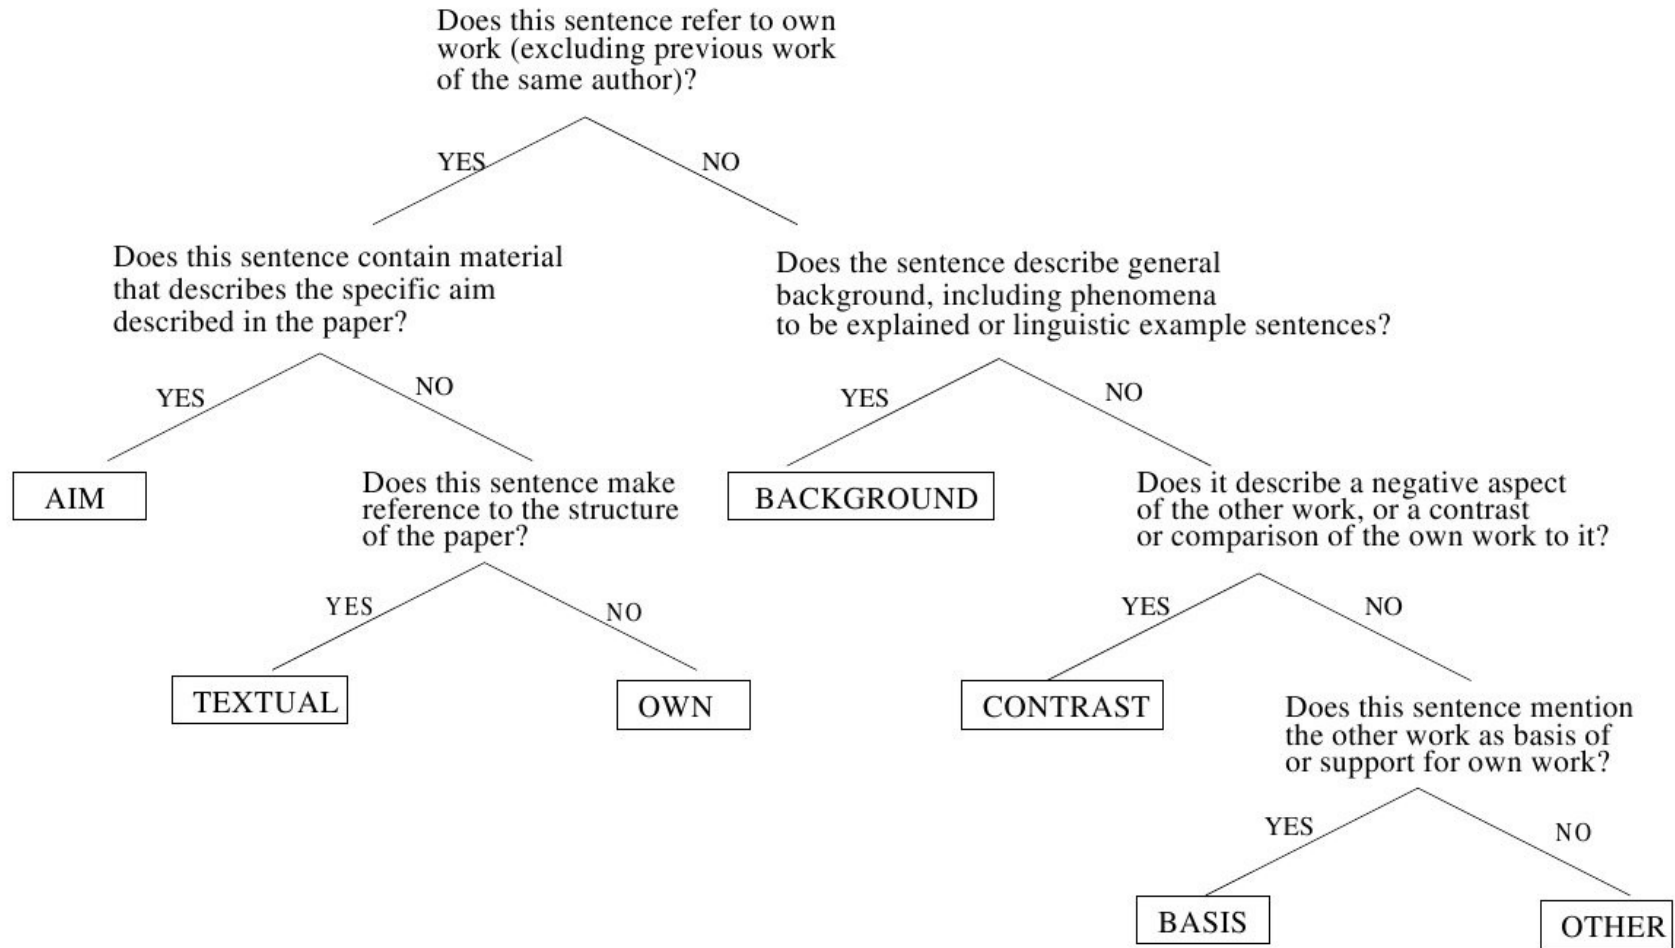 Does this sentence refer to own
work (excluding previous work
of the same author)?
YES
NO
Does this sentence contain material
that describes the specific aim
described in the paper?
Does the sentence describe general
background, including phenomena
to be explained or linguistic example sentences?
YES
NO
YES
NO
AIM
Does this sentence make
reference to the structure
of the paper?
BACKGROUND
Does it describe a negative aspect
of the other work, or a contrast
or comparison of the own work to it?
YES
NO
YES
NO
TEXTUAL
OWN
CONTRAST
Does this sentence mention
the other work as basis of
or support for own work?
YES
NO
BASIS
OTHER